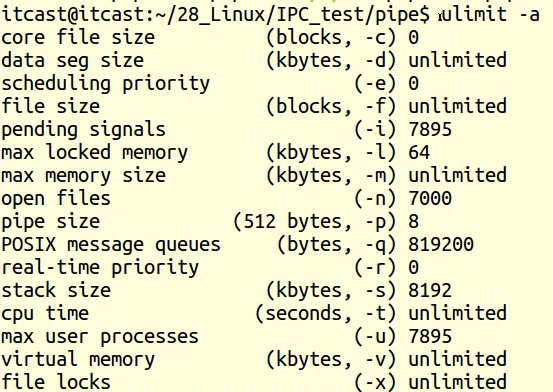 itcast@itcast:~/28_Linux/IPC_test/pipe$ ulimit -a
core file size          (blocks, -c) 0
data seg size           (kbytes, -d) unlimited
scheduling priority             (-e) 0
file size               (blocks, -f) unlimited
pending signals                 (-i) 7895
max locked memory       (kbytes, -l) 64
max memory size         (kbytes, -m) unlimited
open files                      (-n) 7000
pipe size            (512 bytes, -p) 8
POSIX message queues     (bytes, -q) 819200
real-time priority              (-r) 0
stack size              (kbytes, -s) 8192
cpu time               (seconds, -t) unlimited
max user processes              (-u) 7895
virtual memory          (kbytes, -v) unlimited
file locks                      (-x) unlimited